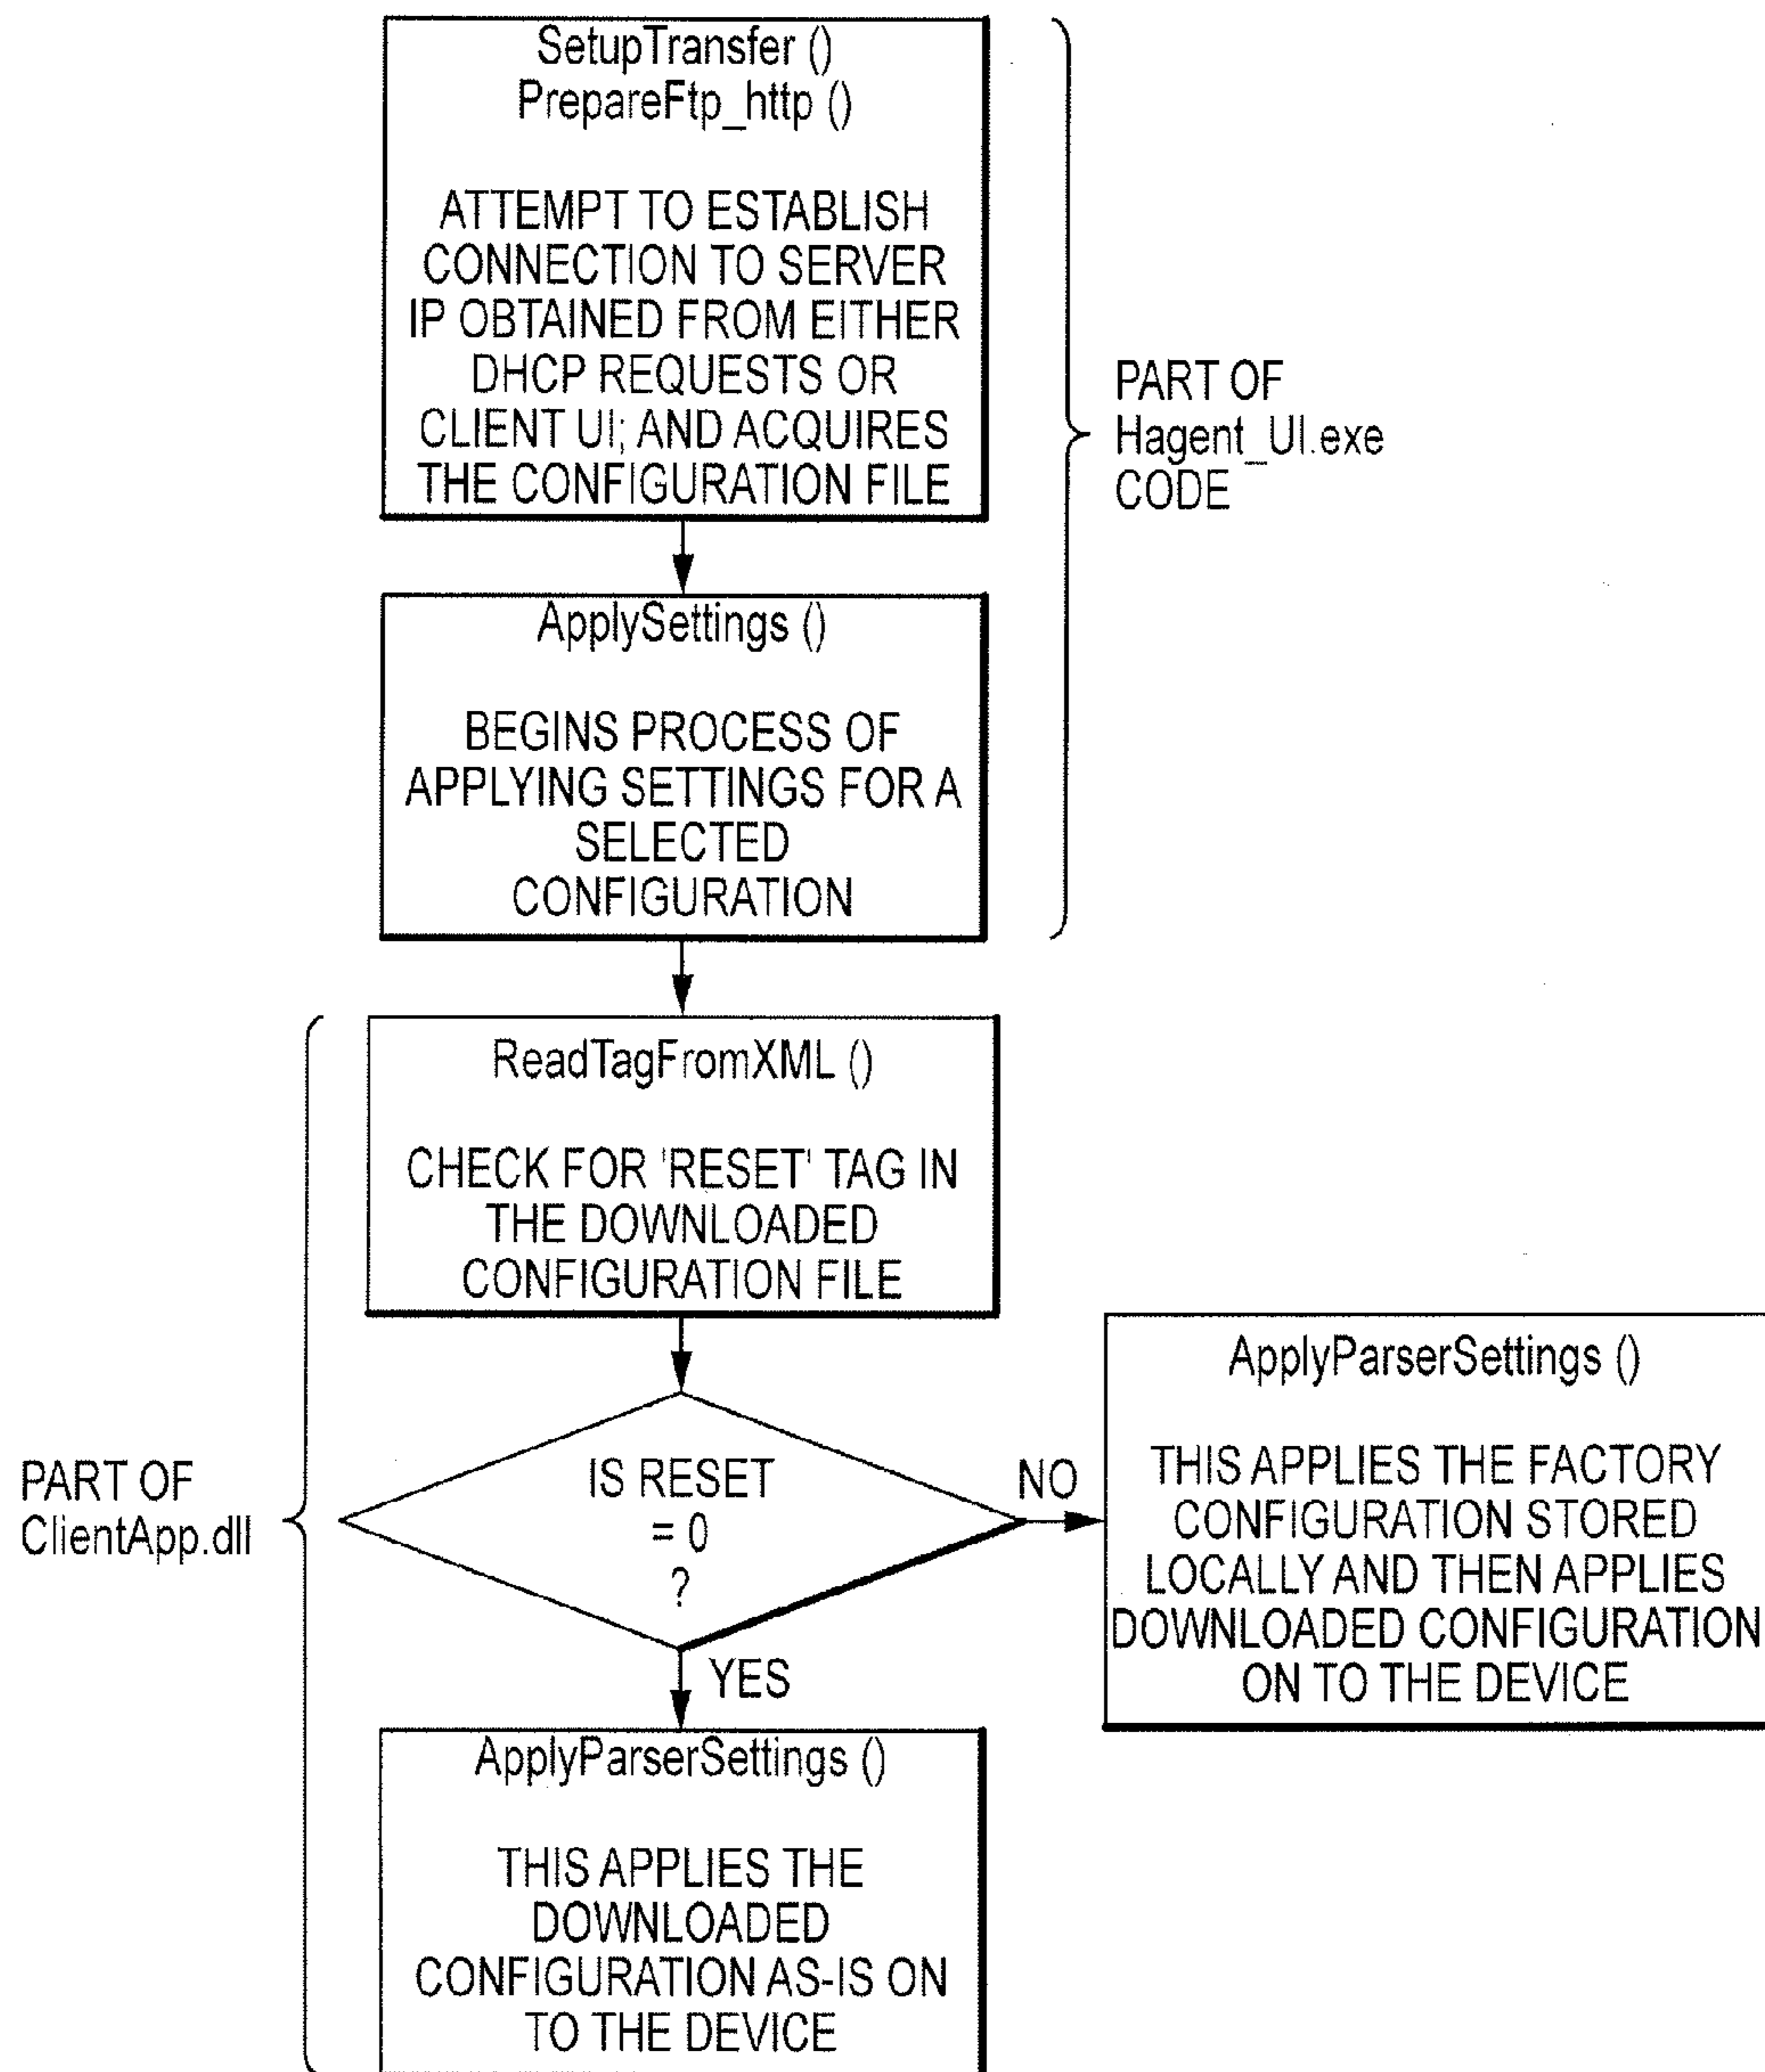 SetupTransfer ()
PrepareFtp_http ()
ATTEMPT TO ESTABLISH
CONNECTION TO SERVER
IP OBTAINED FROM EITHER
DHCP REQUESTS OR
CLIENT UI; AND ACQUIRES
THE CONFIGURATION FILE
PART OF
Hagent_UI.exe
CODE
ApplySettings ()
BEGINS PROCESS OF
APPLYING SETTINGS FOR A
SELECTED
CONFIGURATION
ReadTagFromXML ()
CHECK FOR 'RESET' TAG IN
THE DOWNLOADED
CONFIGURATION FILE
PART OF
ClientApp.dll
IS RESET
= 0
?
NO
ApplyParserSettings ()
THIS APPLIES THE FACTORY
CONFIGURATION STORED
LOCALLY AND THEN APPLIES
DOWNLOADED CONFIGURATION
ON TO THE DEVICE
YES
ApplyParserSettings ()
THIS APPLIES THE
DOWNLOADED
CONFIGURATION AS-IS ON
TO THE DEVICE